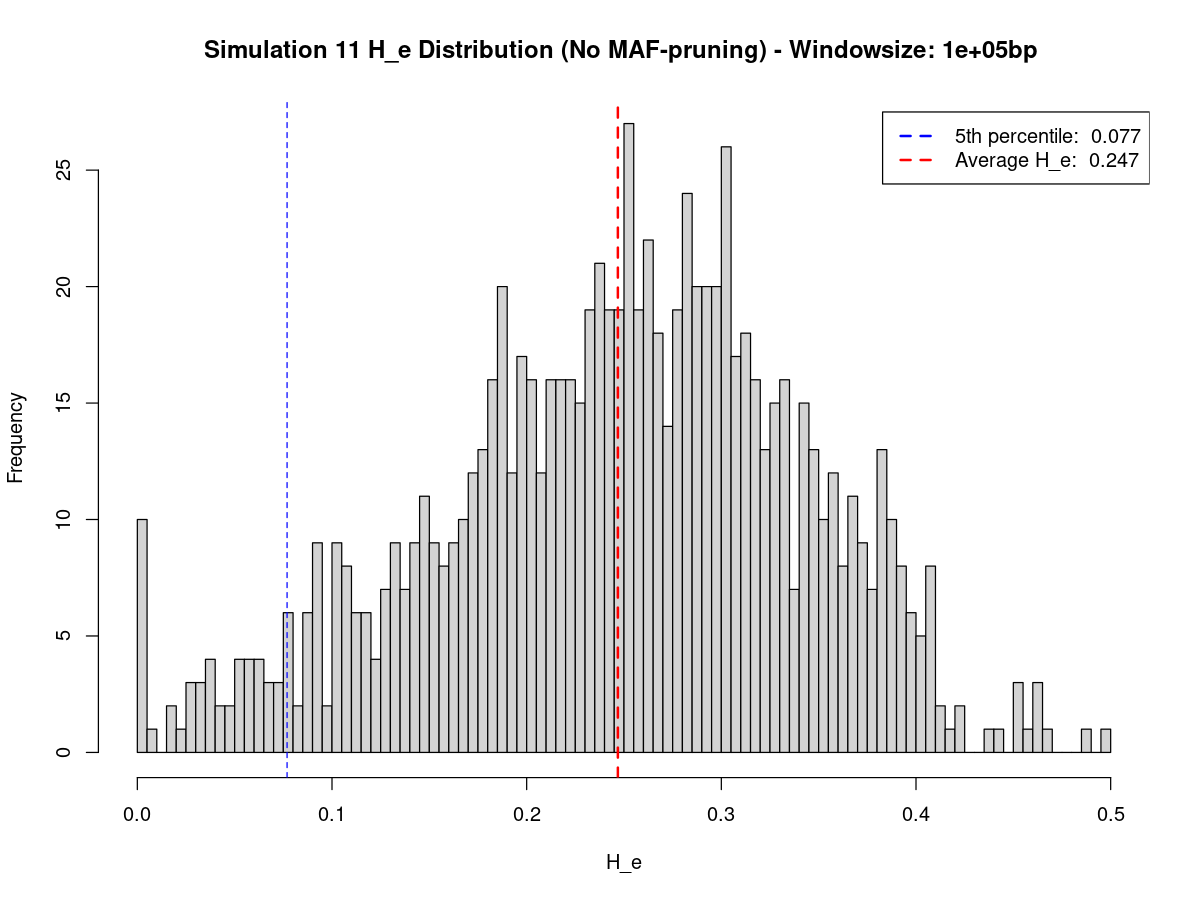 Simulation 11 H_e Distribution (No MAF-pruning) - Windowsize: 1e+05bp
5th percentile: 0.077
Average H_e: 0.247
Frequency
25
20
15
10
5
0
0.0 0.1 0.2 0.3 0.4 0.5
H_e